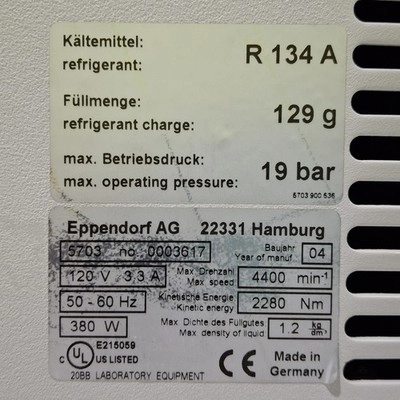 Kältemittel:
refrigerant: R 134 A
Füllmenge:
refrigerant charge: 129 g
max. Betriebsdruck:
max. operating pressure: 19 bar
5703 900 536
Eppendorf AG 22331 Hamburg
5703 no. 0003617 Baujahr Year of manuf. 04
120 V 3.3 A Max. Drehzahl Max. speed 4400 min⁻¹
50 - 60 Hz Kinetische Energie Kinetic energy 2280 Nm
380 W Max. Dichte des Füllgutes Max. density of liquid: 1.2 kg/dm³
E215059
c UL US LISTED CE Made in Germany
20BB LABORATORY EQUIPMENT